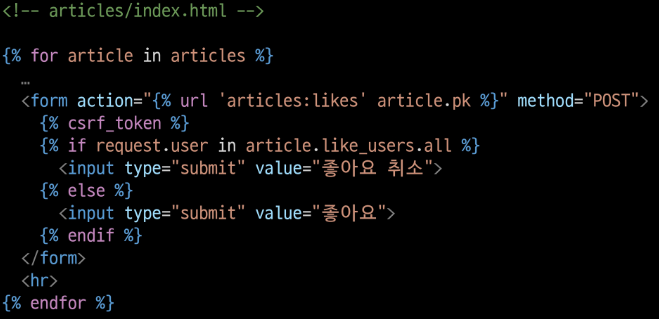 <!-- articles/index.html -->

{% for article in articles %}
  …
  <form action="{% url 'articles:likes' article.pk %}" method="POST">
    {% csrf_token %}
    {% if request.user in article.like_users.all %}
      <input type="submit" value="좋아요 취소">
    {% else %}
      <input type="submit" value="좋아요">
    {% endif %}
  </form>
  <hr>
{% endfor %}